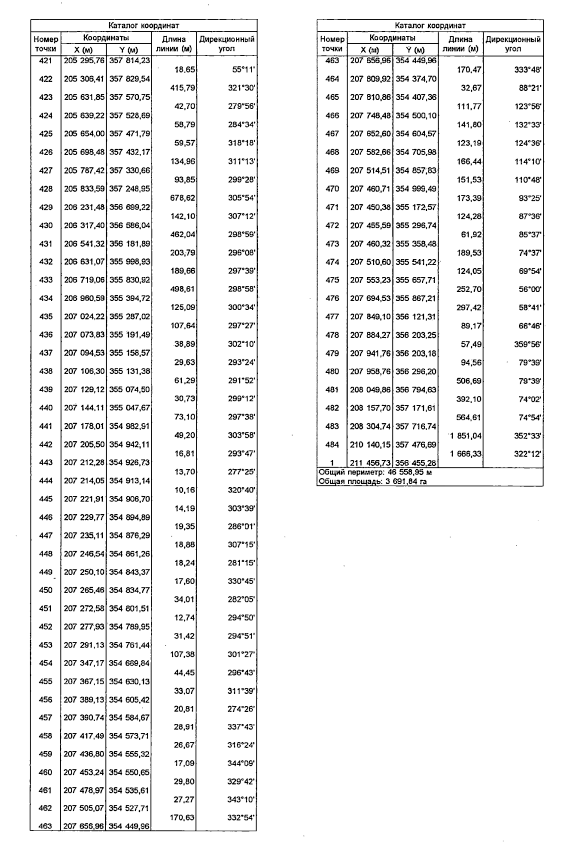 Каталог координат
Номер точки Координаты Длина линии (м) Дирекционный угол
X (м) Y (м)
421 205 295,76 357 814,23
18,65 55°11'
422 205 306,41 357 829,54
415,79 321°30'
423 205 631,85 357 570,75
42,70 279°56'
424 205 639,22 357 528,69
58,79 284°34'
425 205 654,00 357 471,79
59,57 318°18'
426 205 698,48 357 432,17
134,96 311°13'
427 205 787,42 357 330,66
93,85 299°28'
428 205 833,59 357 248,95
678,62 305°54'
429 206 231,48 356 699,22
142,10 307°12'
430 206 317,40 356 586,04
462,04 298°59'
431 206 541,32 356 181,89
203,79 296°08'
432 206 631,07 355 998,93
189,66 297°39'
433 206 719,06 355 830,92
498,61 298°58'
434 206 960,59 355 394,72
125,09 300°34'
435 207 024,22 355 287,02
107,64 297°27'
436 207 073,83 355 191,49
38,89 302°10'
437 207 094,53 355 158,57
29,63 293°24'
438 207 106,30 355 131,38
61,29 291°52'
439 207 129,12 355 074,50
30,73 299°12'
440 207 144,11 355 047,67
73,10 297°38'
441 207 178,01 354 982,91
49,20 303°58'
442 207 205,50 354 942,11
16,81 293°47'
443 207 212,28 354 926,73
13,70 277°25'
444 207 214,05 354 913,14
10,16 320°40'
445 207 221,91 354 906,70
14,19 303°39'
446 207 229,77 354 894,89
19,35 286°01'
447 207 235,11 354 876,29
18,88 307°15'
448 207 246,54 354 861,26
18,24 281°15'
449 207 250,10 354 843,37
17,60 330°45'
450 207 265,46 354 834,77
34,01 282°05'
451 207 272,58 354 801,51
12,74 294°50'
452 207 277,93 354 789,95
31,42 294°51'
453 207 291,13 354 761,44
107,38 301°27'
454 207 347,17 354 669,84
44,45 296°43'
455 207 367,15 354 630,13
33,07 311°39'
456 207 389,13 354 605,42
20,81 274°26'
457 207 390,74 354 584,67
28,91 337°43'
458 207 417,49 354 573,71
26,67 316°24'
459 207 436,80 354 555,32
17,09 344°09'
460 207 453,24 354 550,65
29,80 329°42'
461 207 478,97 354 535,61
27,27 343°10'
462 207 505,07 354 527,71
170,63 332°54'
463 207 656,96 354 449,96
Каталог координат
Номер точки Координаты Длина линии (м) Дирекционный угол
X (м) Y (м)
463 207 656,96 354 449,96
170,47 333°48'
464 207 809,92 354 374,70
32,67 88°21'
465 207 810,86 354 407,36
111,77 123°56'
466 207 748,48 354 500,10
141,80 132°33'
467 207 652,60 354 604,57
123,19 124°36'
468 207 582,66 354 705,98
166,44 114°10'
469 207 514,51 354 857,83
151,53 110°48'
470 207 460,71 354 999,49
173,39 93°25'
471 207 450,38 355 172,57
124,28 87°36'
472 207 455,59 355 296,74
61,92 85°37'
473 207 460,32 355 358,48
189,53 74°37'
474 207 510,60 355 541,22
124,05 69°54'
475 207 553,23 355 657,71
252,70 56°00'
476 207 694,53 355 867,21
297,42 58°41'
477 207 849,10 356 121,31
89,17 66°46'
478 207 884,27 356 203,25
57,49 359°56'
479 207 941,76 356 203,18
94,56 79°39'
480 207 958,76 356 296,20
506,69 79°39'
481 208 049,86 356 794,63
392,10 74°02'
482 208 157,70 357 171,61
564,61 74°54'
483 208 304,74 357 716,74
1 851,04 352°33'
484 210 140,15 357 476,69
1 666,33 322°12'
1 211 456,73 356 455,28
Общий периметр: 46 558,95 м
Общая площадь: 3 691,84 га